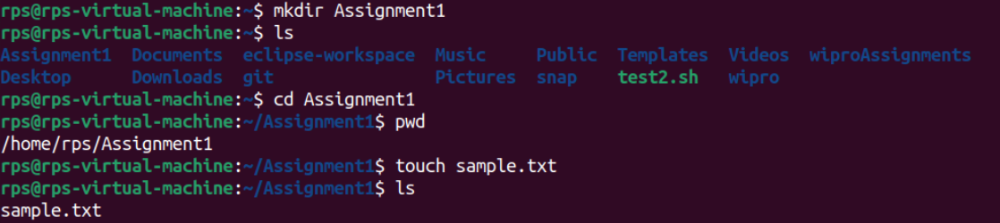 rps@rps-virtual-machine:~$ mkdir Assignment1
rps@rps-virtual-machine:~$ ls
Assignment1  Documents  eclipse-workspace  Music     Public  Templates  Videos  wiproAssignments
Desktop      Downloads  git                Pictures  snap    test2.sh   wipro
rps@rps-virtual-machine:~$ cd Assignment1
rps@rps-virtual-machine:~/Assignment1$ pwd
/home/rps/Assignment1
rps@rps-virtual-machine:~/Assignment1$ touch sample.txt
rps@rps-virtual-machine:~/Assignment1$ ls
sample.txt